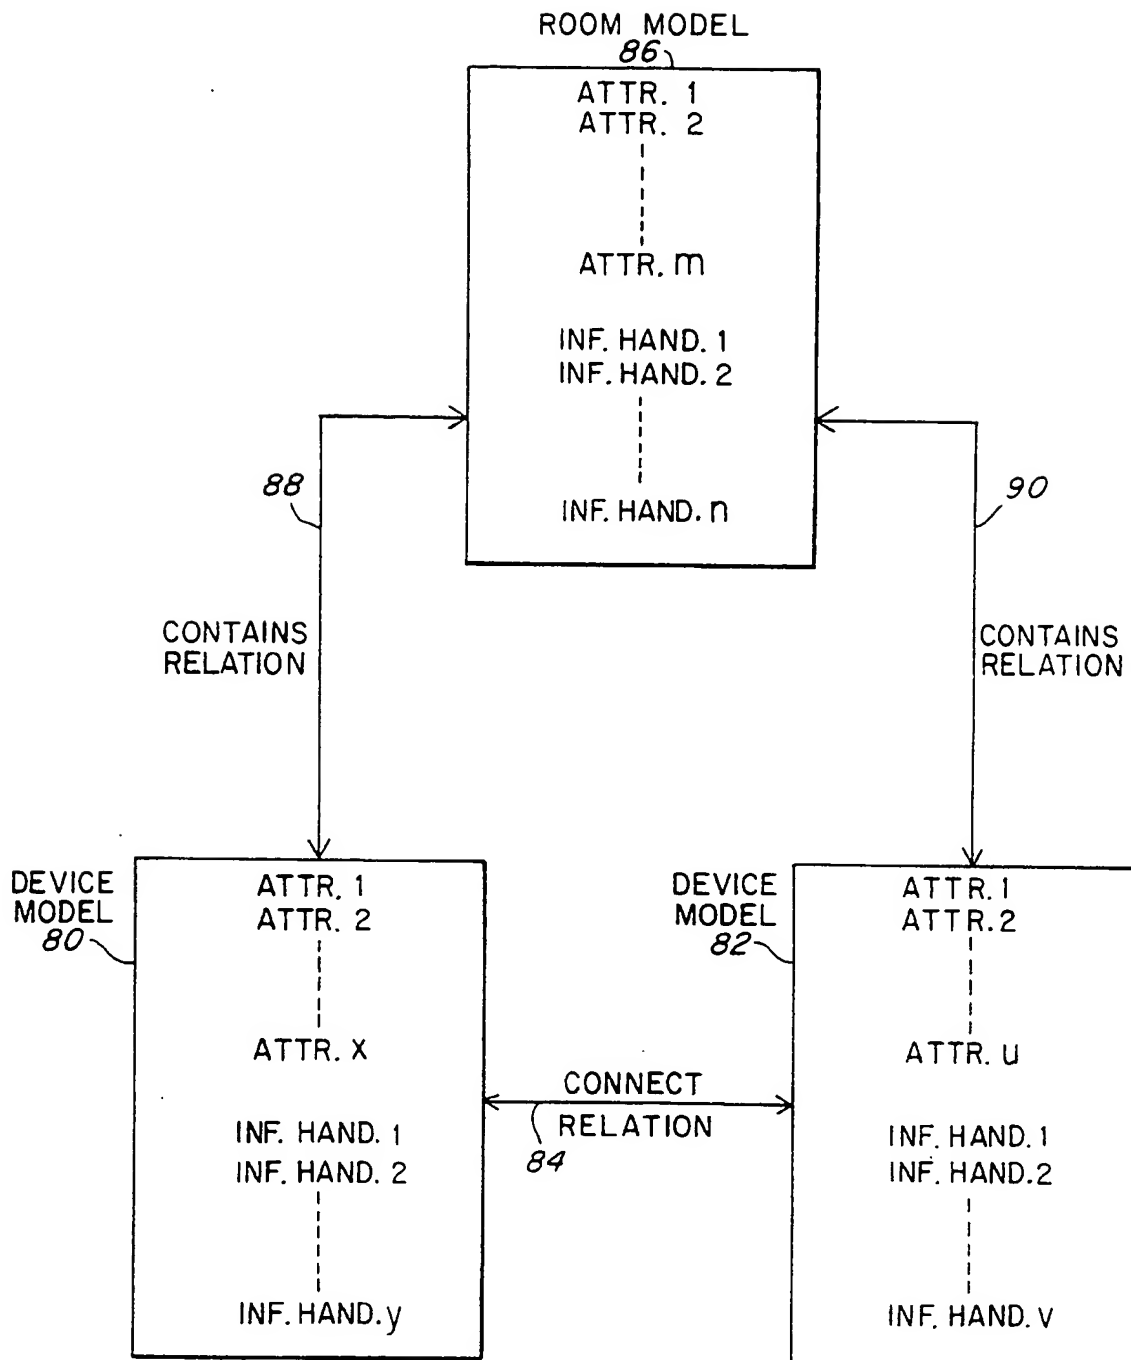 ROOM MODEL
86
ATTR. 1
ATTR. 2
ATTR. m
INF. HAND. 1
INF. HAND. 2
INF. HAND. n
88
90
CONTAINS
RELATION
CONTAINS
RELATION
DEVICE
MODEL
80
ATTR. 1
ATTR. 2
ATTR. x
INF. HAND. 1
INF. HAND. 2
INF. HAND. y
CONNECT
RELATION
84
DEVICE
MODEL
82
ATTR. 1
ATTR. 2
ATTR. u
INF. HAND. 1
INF. HAND. 2
INF. HAND. v